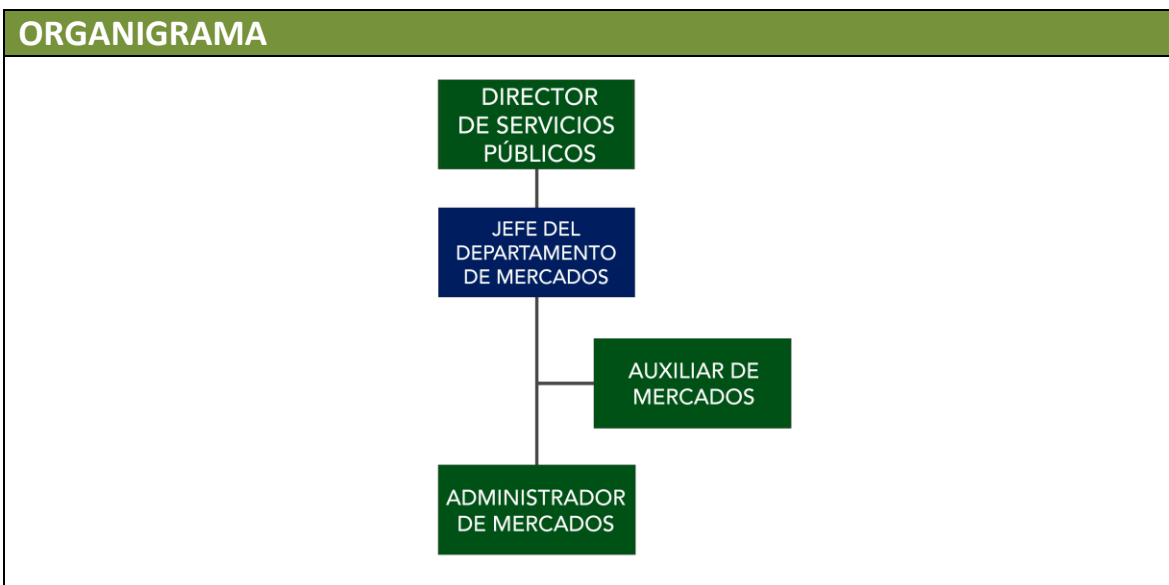 ORGANIGRAMA
DIRECTOR
DE SERVICIOS
PÚBLICOS
JEFE DEL
DEPARTAMENTO
DE MERCADOS
AUXILIAR DE
MERCADOS
ADMINISTRADOR
DE MERCADOS